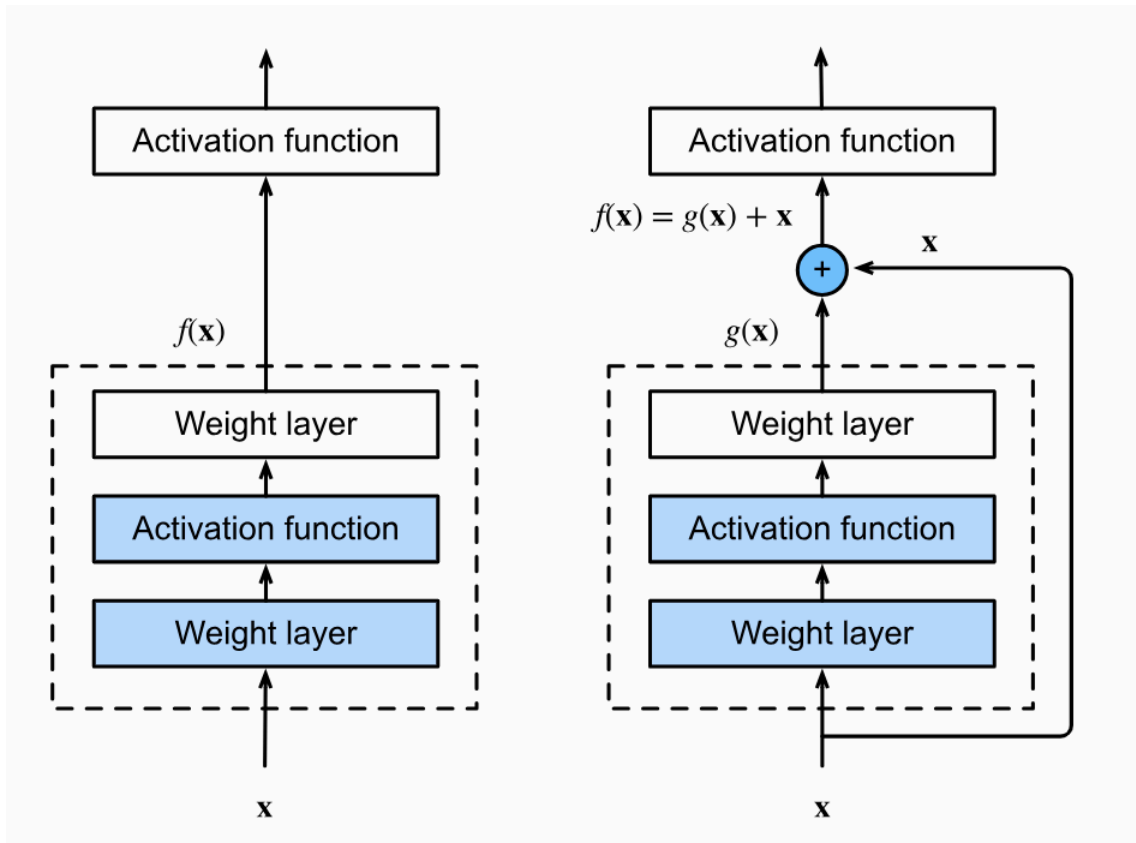 Activation function
f(x)
Weight layer
Activation function
Weight layer
x
Activation function
f(x) = g(x) + x
x
+
g(x)
Weight layer
Activation function
Weight layer
x